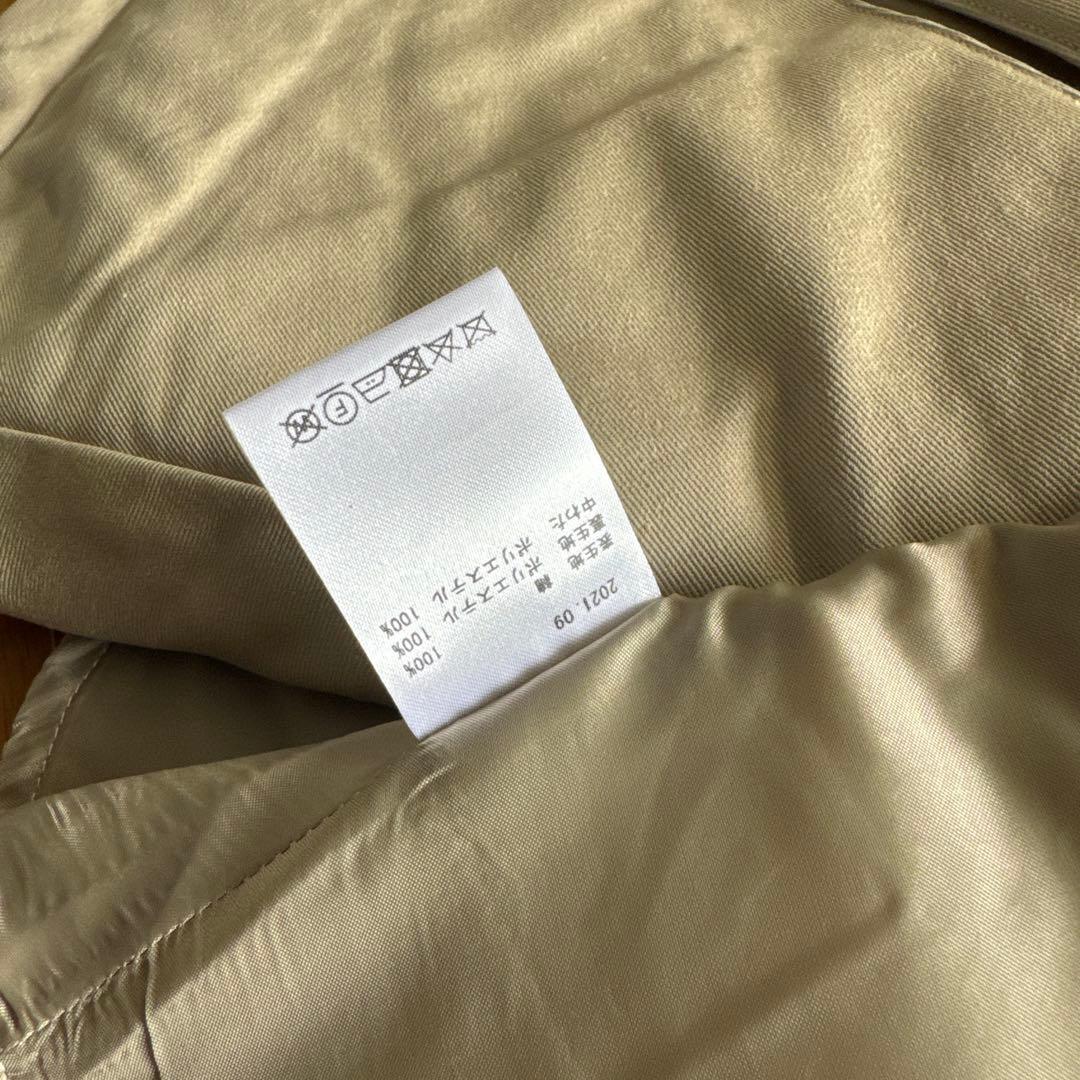 2021.09
表生地 綿 100%
裏生地 ポリエステル 100%
中わた ポリエステル 100%
F W